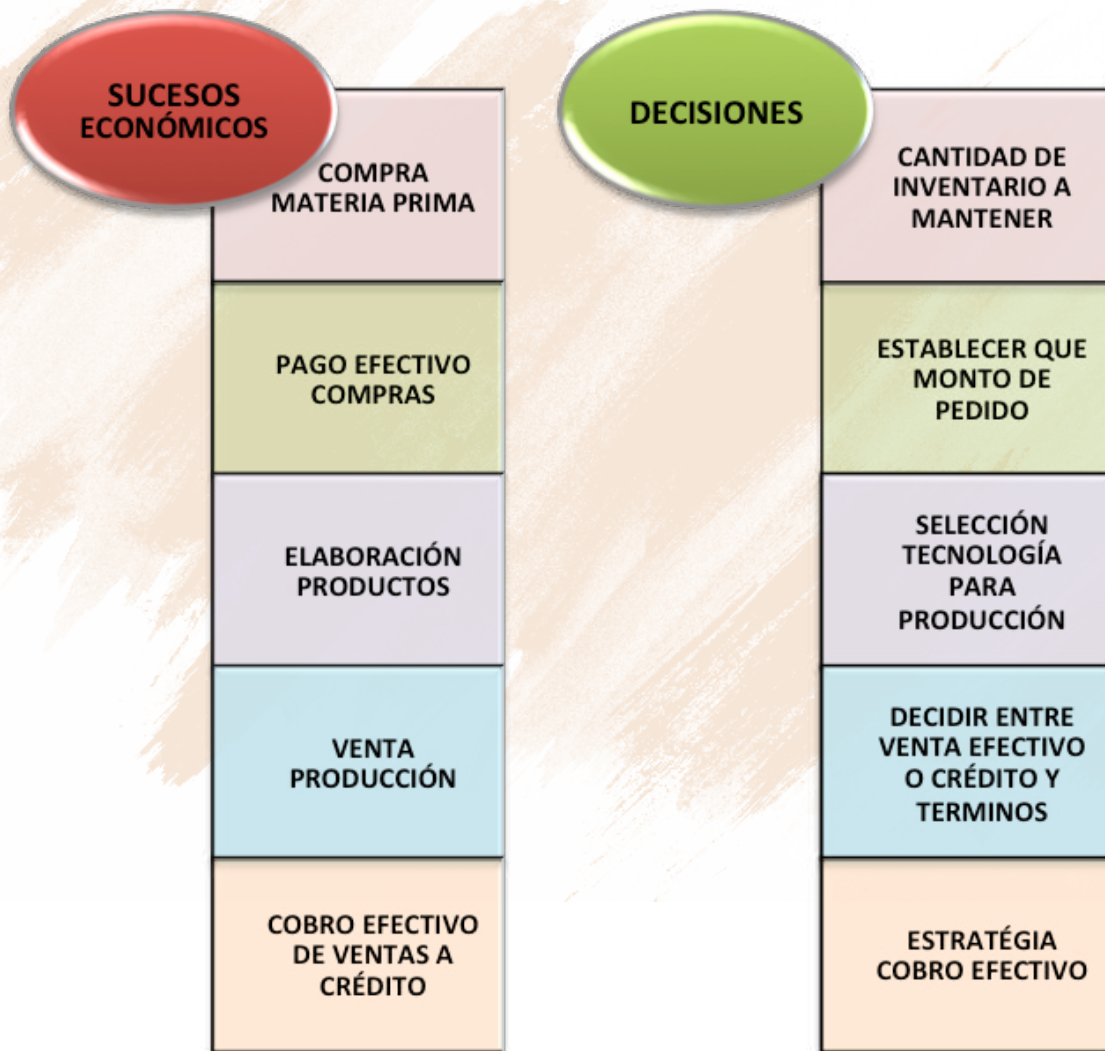 SUCESOS
ECONÓMICOS
COMPRA
MATERIA PRIMA
PAGO EFECTIVO
COMPRAS
ELABORACIÓN
PRODUCTOS
VENTA
PRODUCCIÓN
COBRO EFECTIVO
DE VENTAS A
CRÉDITO
DECISIONES
CANTIDAD DE
INVENTARIO A
MANTENER
ESTABLECER QUE
MONTO DE
PEDIDO
SELECCIÓN
TECNOLOGÍA
PARA
PRODUCCIÓN
DECIDIR ENTRE
VENTA EFECTIVO
O CRÉDITO Y
TERMINOS
ESTRATÉGIA
COBRO EFECTIVO